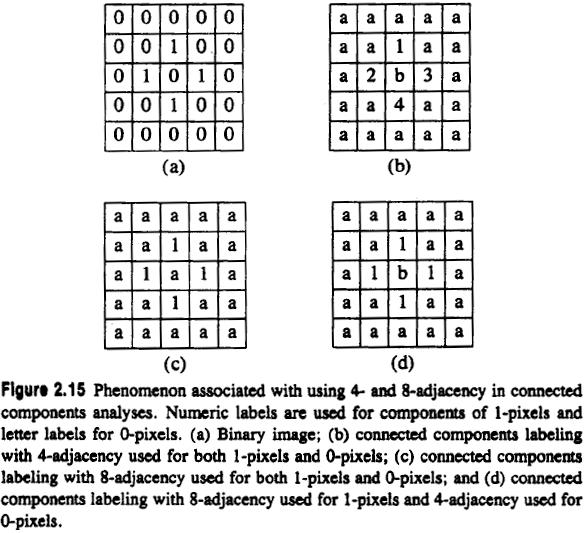 0 0 0 0 0
0 0 1 0 0
0 1 0 1 0
0 0 1 0 0
0 0 0 0 0
(a)
a a a a a
a a 1 a a
a 2 b 3 a
a a 4 a a
a a a a a
(b)
a a a a a
a a 1 a a
a 1 a 1 a
a a 1 a a
a a a a a
(c)
a a a a a
a a 1 a a
a 1 b 1 a
a a 1 a a
a a a a a
(d)
Figure 2.15 Phenomenon associated with using 4- and 8-adjacency in connected
components analyses. Numeric labels are used for components of 1-pixels and
letter labels for 0-pixels. (a) Binary image; (b) connected components labeling
with 4-adjacency used for both 1-pixels and 0-pixels; (c) connected components
labeling with 8-adjacency used for both 1-pixels and 0-pixels; and (d) connected
components labeling with 8-adjacency used for 1-pixels and 4-adjacency used for
0-pixels.